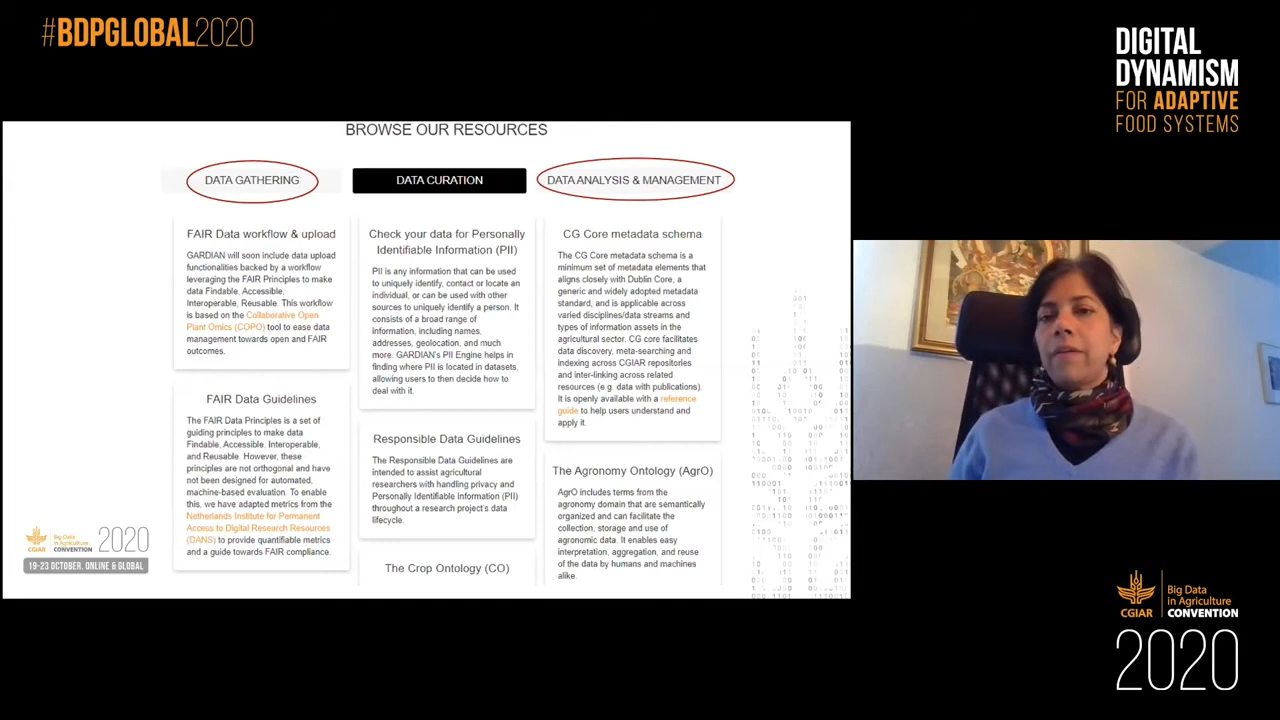 #BDPGLOBAL2020
DIGITAL
DYNAMISM
FOR ADAPTIVE
FOOD SYSTEMS
BROWSE OUR RESOURCES
DATA GATHERING
DATA CURATION
DATA ANALYSIS & MANAGEMENT
FAIR Data workflow & upload
GARDIAN will soon include data upload
functionalities backed by a workflow
leveraging the FAIR Principles to make
data Findable, Accessible,
Interoperable, Reusable. This workflow
is based on the Collaborative Open
Plant Omics (COPO) tool to ease data
management towards open and FAIR
outcomes.
FAIR Data Guidelines
The FAIR Data Principles is a set of
guiding principles to make data
Findable, Accessible, Interoperable,
and Reusable. However, these
principles are not orthogonal and have
not been designed for automated,
machine-based evaluation. To enable
this, we have adapted metrics from the
Netherlands Institute for Permanent
Access to Digital Research Resources
(DANS) to provide quantifiable metrics
and a guide towards FAIR compliance.
Check your data for Personally
Identifiable Information (PII)
PII is any information that can be used
to uniquely identify, contact or locate an
individual, or can be used with other
sources to uniquely identify a person. It
consists of a broad range of
information, including names,
addresses, geolocation, and much
more. GARDIAN's PII Engine helps in
finding where PII is located in datasets,
allowing users to then decide how to
deal with it.
Responsible Data Guidelines
The Responsible Data Guidelines are
intended to assist agricultural
researchers with handling privacy and
Personally Identifiable Information (PII)
throughout a research project's data
lifecycle.
The Crop Ontology (CO)
CG Core metadata schema
The CG Core metadata schema is a
minimum set of metadata elements that
aligns closely with Dublin Core, a
generic and widely adopted metadata
standard, and is applicable across
varied disciplines/data streams and
types of information assets in the
agricultural sector. CG core facilitates
data discovery, meta-searching and
indexing across CGIAR repositories
and inter-linking across related
resources (e.g. data with publications).
It is openly available with a reference
guide to help users understand and
apply it.
The Agronomy Ontology (AgrO)
AgrO includes terms from the
agronomy domain that are semantically
organized and can facilitate the
collection, storage and use of
agronomic data. It enables easy
interpretation, aggregation, and reuse
of the data by humans and machines
alike.
CGIAR
Big Data
in Agriculture
CONVENTION
2020
19-23 OCTOBER. ONLINE & GLOBAL
CGIAR
Big Data
in Agriculture
CONVENTION
2020